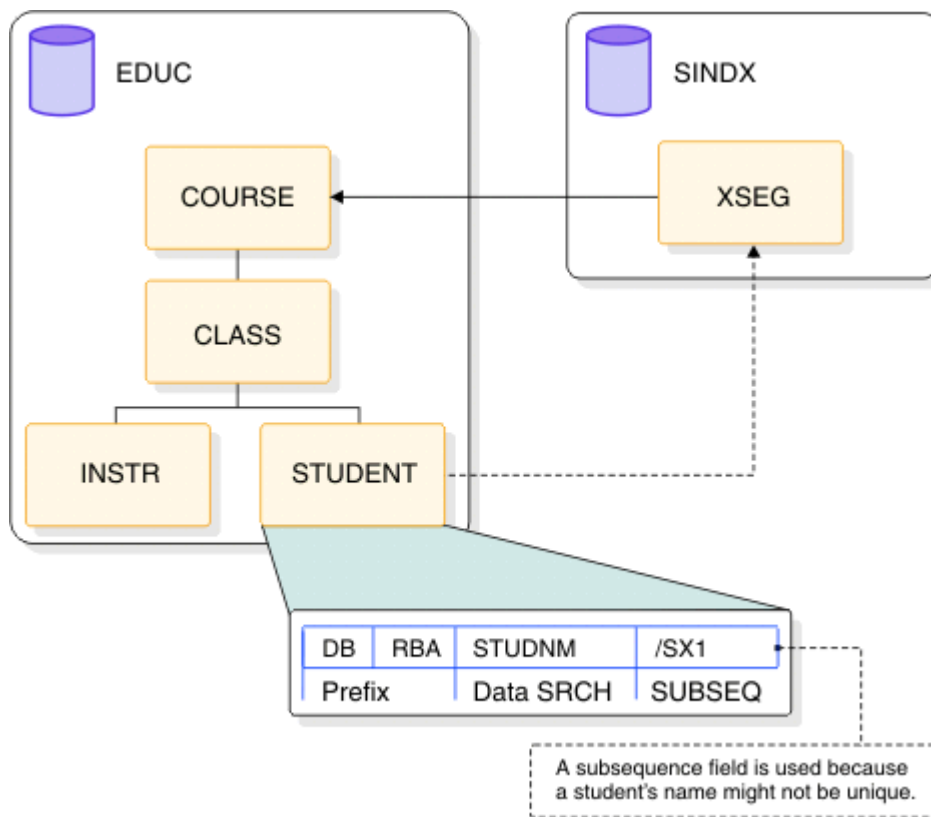 EDUC
SINDX
COURSE
XSEG
CLASS
INSTR
STUDENT
DB RBA STUDNM /SX1
Prefix Data SRCH SUBSEQ
A subsequence field is used because
a student's name might not be unique.